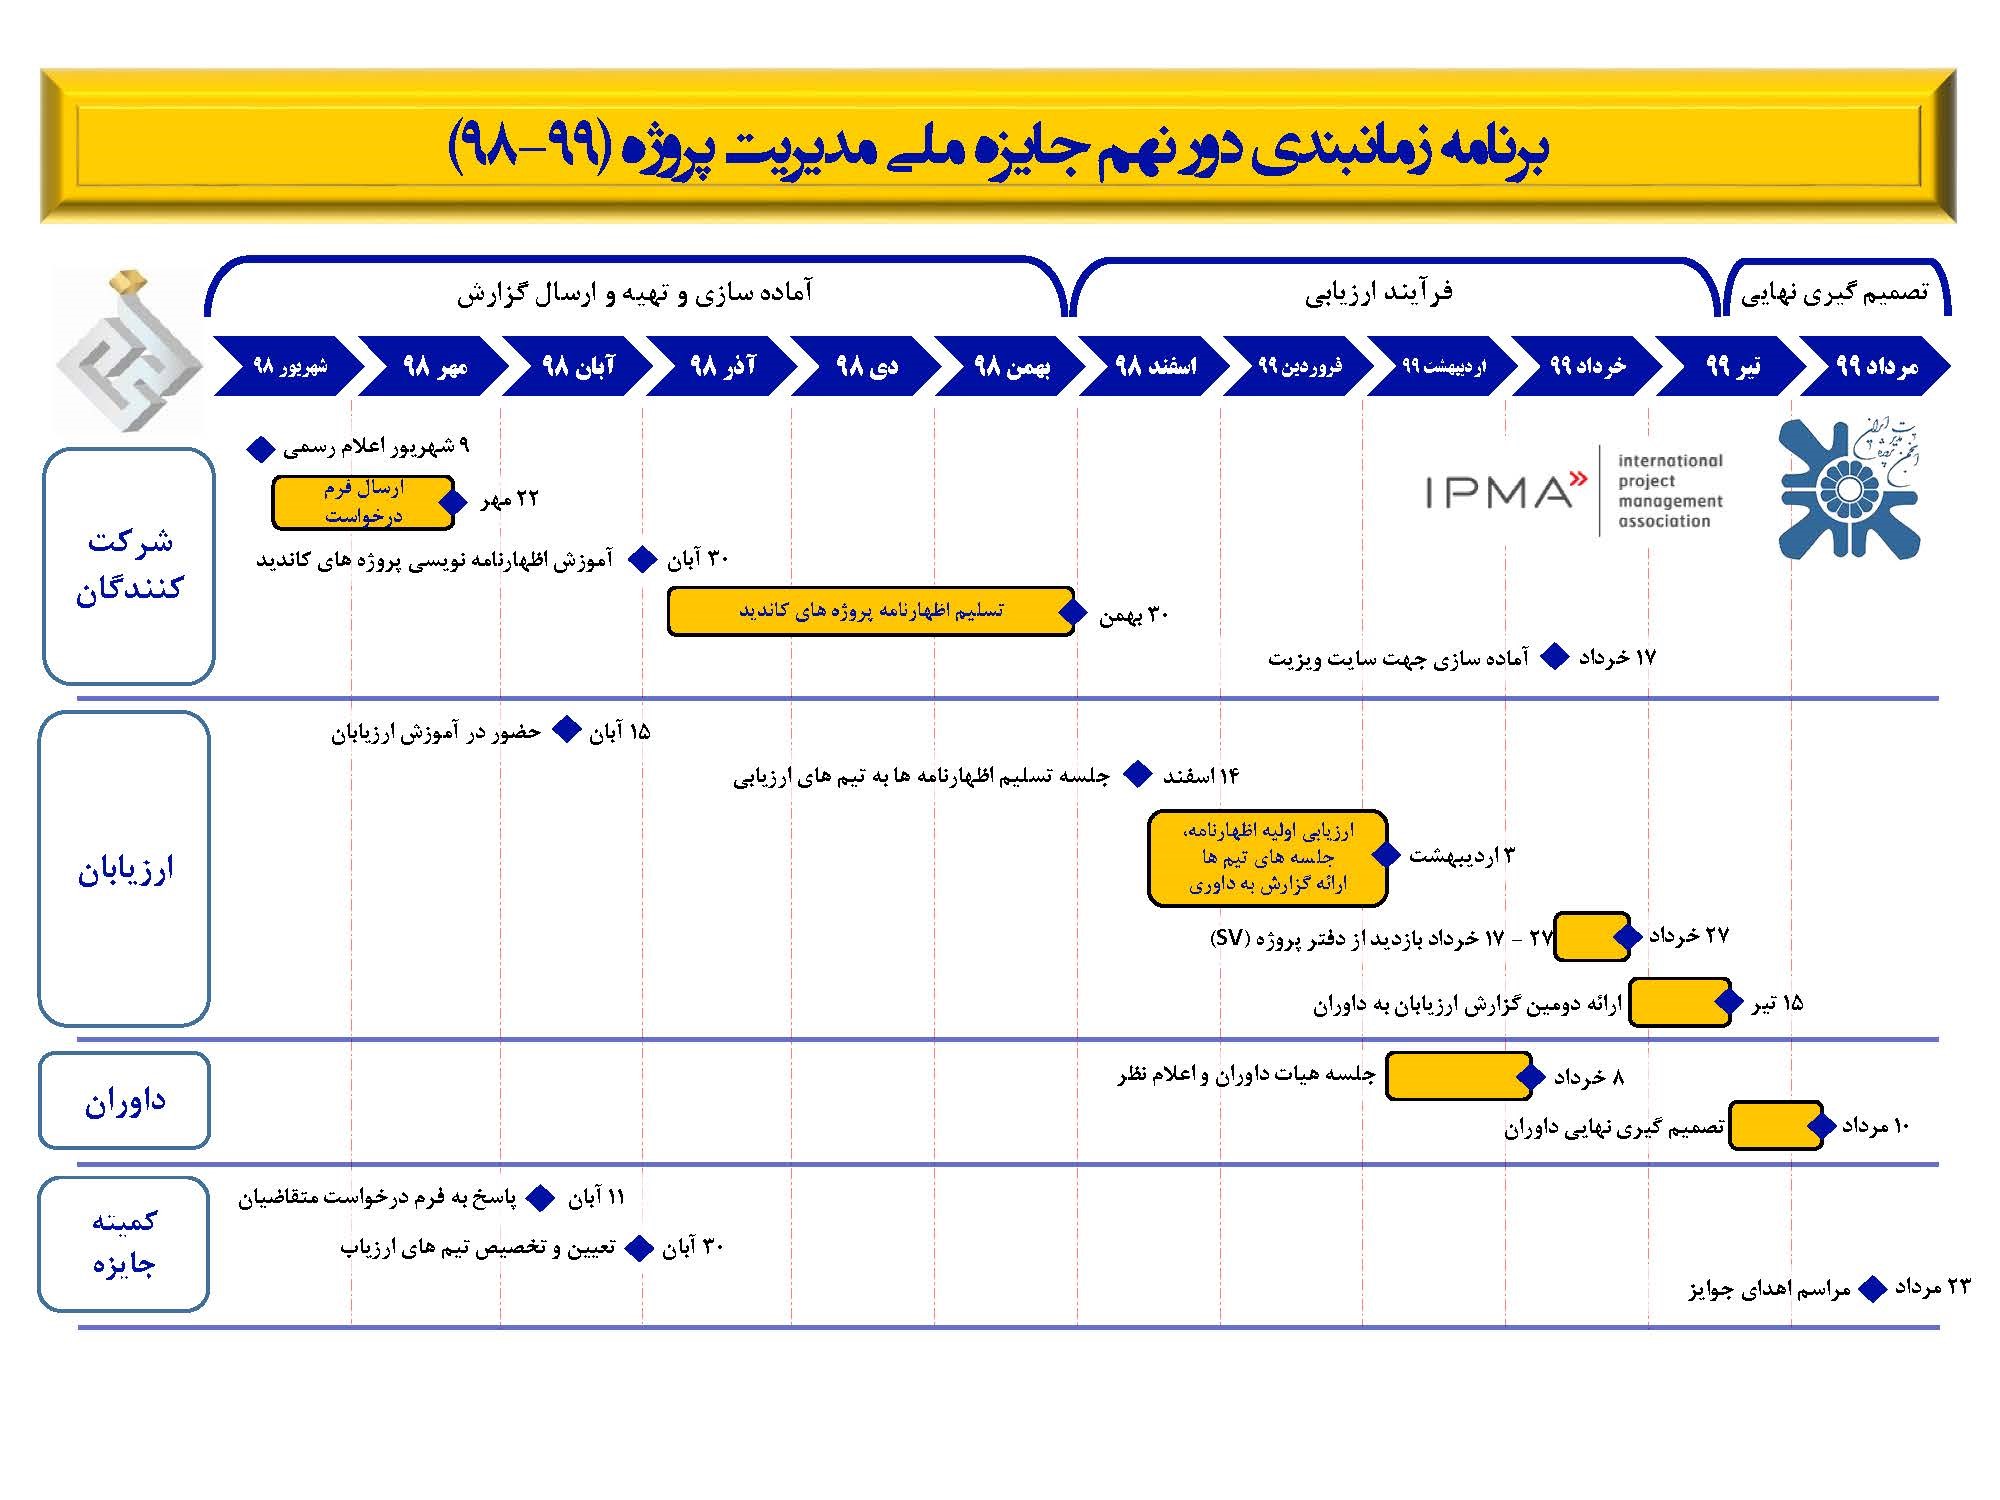 برنامه زمانبندی دور نهم جایزه ملی مدیریت پروژه (۹۹-۹۸)
آماده سازی و تهیه و ارسال گزارش
فرآیند ارزیابی
تصمیم گیری نهایی
شهریور ۹۸
مهر ۹۸
آبان ۹۸
آذر ۹۸
دی ۹۸
بهمن ۹۸
اسفند ۹۸
فروردین ۹۹
اردیبهشت ۹۹
خرداد ۹۹
تیر ۹۹
مرداد ۹۹
IPMA
international
project
management
association
انجمن مدیریت پروژه ایران
شرکت
کنندگان
۹ شهریور اعلام رسمی
ارسال فرم
درخواست
۲۲ مهر
آموزش اظهارنامه نویسی پروژه های کاندید
۳۰ آبان
تسلیم اظهارنامه پروژه های کاندید
۳۰ بهمن
آماده سازی جهت سایت ویزیت
۱۷ خرداد
ارزیابان
حضور در آموزش ارزیابان
۱۵ آبان
جلسه تسلیم اظهارنامه ها به تیم های ارزیابی
۱۴ اسفند
ارزیابی اولیه اظهارنامه،
جلسه های تیم ها
ارائه گزارش به داوری
۳ اردیبهشت
۲۷ - ۱۷ خرداد بازدید از دفتر پروژه (SV)
۲۷ خرداد
ارائه دومین گزارش ارزیابان به داوران
۱۵ تیر
داوران
جلسه هیات داوران و اعلام نظر
۸ خرداد
تصمیم گیری نهایی داوران
۱۰ مرداد
کمیته
جایزه
پاسخ به فرم درخواست متقاضیان
۱۱ آبان
تعیین و تخصیص تیم های ارزیاپ
۳۰ آبان
مراسم اهدای جوایز
۲۳ مرداد